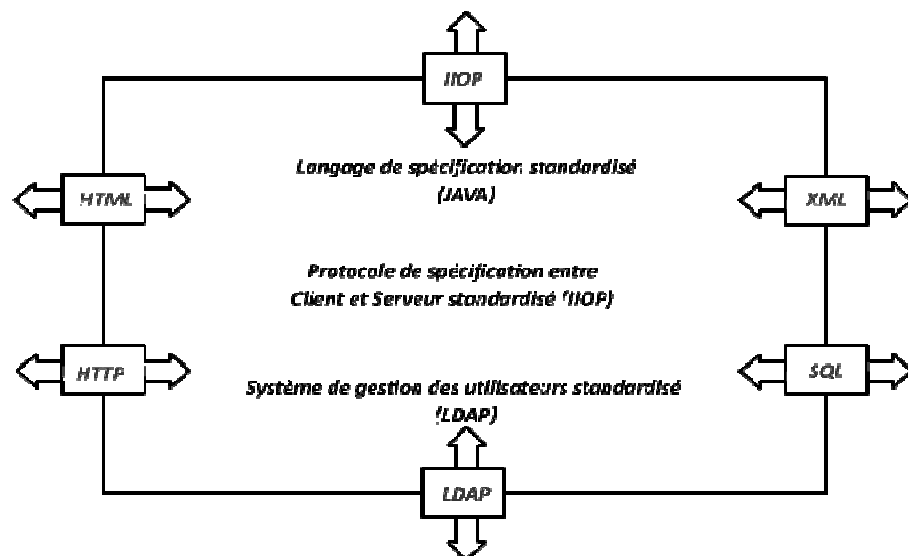 IIOP
Langage de spécification standardisé
(JAVA)
HTML
XML
Protocole de spécification entre
Client et Serveur standardisé (IIOP)
HTTP
SQL
Système de gestion des utilisateurs standardisé
(LDAP)
LDAP